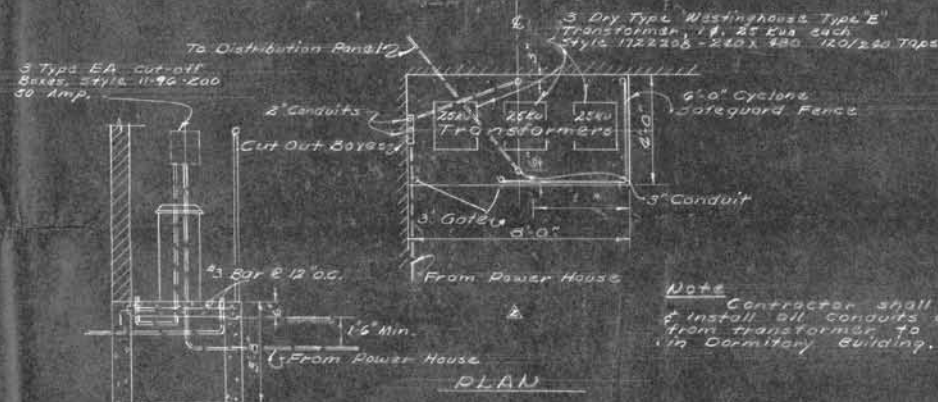 3 Type EA cut-off
Boxes, Style 11-96-200
50 Amp.
To Distribution Panel
3 Dry Type Westinghouse Type "E"
Transformer, 1φ, 25 Kva each
Style 1722208 - 240 x 480 120/240 Taps
2" Conduits
Cut Out Boxes
25KV 25KV 25KV
Transformers
6'-0" Cyclone
Safeguard Fence
3' Gate
3" Conduit
8'-0"
From Power House
#3 Bar @ 12" O.C.
1'-6" Min.
From Power House
PLAN
Note
Contractor shall
& install all Conduits
from transformer to
in Dormitory Building.